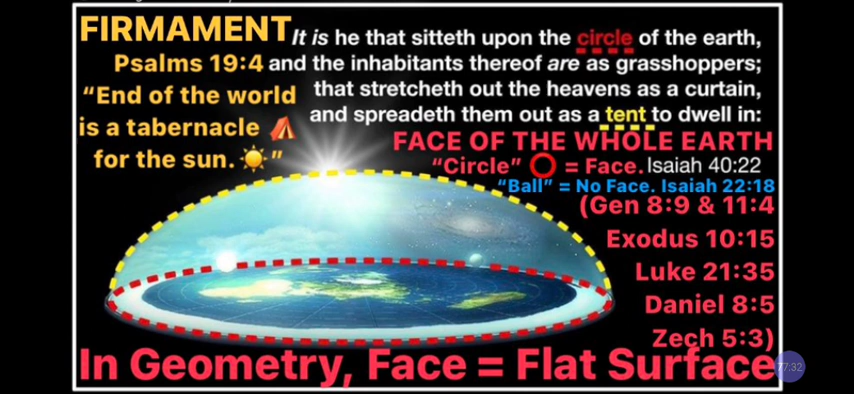 FIRMAMENT
Psalms 19:4
“End of the world
is a tabernacle ⛺
for the sun.☀️”
It is he that sitteth upon the circle of the earth,
and the inhabitants thereof are as grasshoppers;
that stretcheth out the heavens as a curtain,
and spreadeth them out as a tent to dwell in:
FACE OF THE WHOLE EARTH
“Circle” ⭕ = Face. Isaiah 40:22
“Ball” = No Face. Isaiah 22:18
(Gen 8:9 & 11:4
Exodus 10:15
Luke 21:35
Daniel 8:5
Zech 5:3)
In Geometry, Face = Flat Surface
77:32